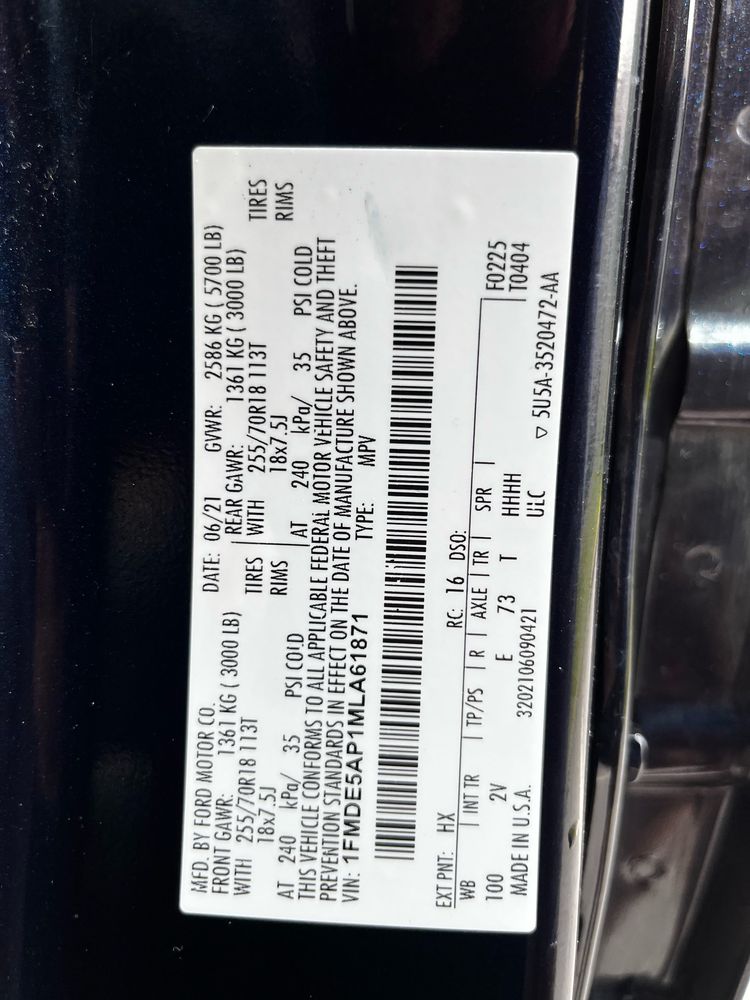 MFD. BY FORD MOTOR CO.
DATE: 06/21 GVWR: 2586 KG ( 5700 LB)
FRONT GAWR: 1361 KG ( 3000 LB) REAR GAWR: 1361 KG ( 3000 LB)
WITH 255/70R18 113T TIRES WITH 255/70R18 113T TIRES
18x7.5J RIMS 18x7.5J RIMS
AT 240 kPa/ 35 PSI COLD AT 240 kPa/ 35 PSI COLD
THIS VEHICLE CONFORMS TO ALL APPLICABLE FEDERAL MOTOR VEHICLE SAFETY AND THEFT
PREVENTION STANDARDS IN EFFECT ON THE DATE OF MANUFACTURE SHOWN ABOVE.
VIN: 1FMDE5AP1MLA61871 TYPE: MPV
EXT PNT: HX RC: 16 DSO:
WB INT TR TP/PS R AXLE TR SPR
100 2V E 73 T HHHH F0225
T0404
MADE IN U.S.A. 3202106090421 UIC ▽ 5U5A-3520472-AA